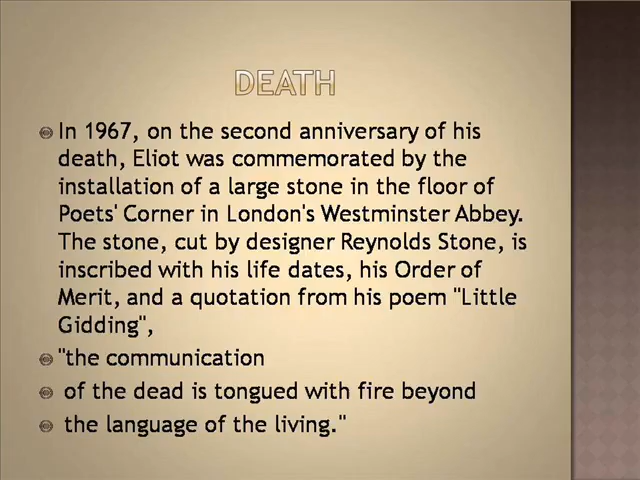 DEATH
In 1967, on the second anniversary of his
death, Eliot was commemorated by the
installation of a large stone in the floor of
Poets' Corner in London's Westminster Abbey.
The stone, cut by designer Reynolds Stone, is
inscribed with his life dates, his Order of
Merit, and a quotation from his poem "Little
Gidding",
"the communication
of the dead is tongued with fire beyond
the language of the living."